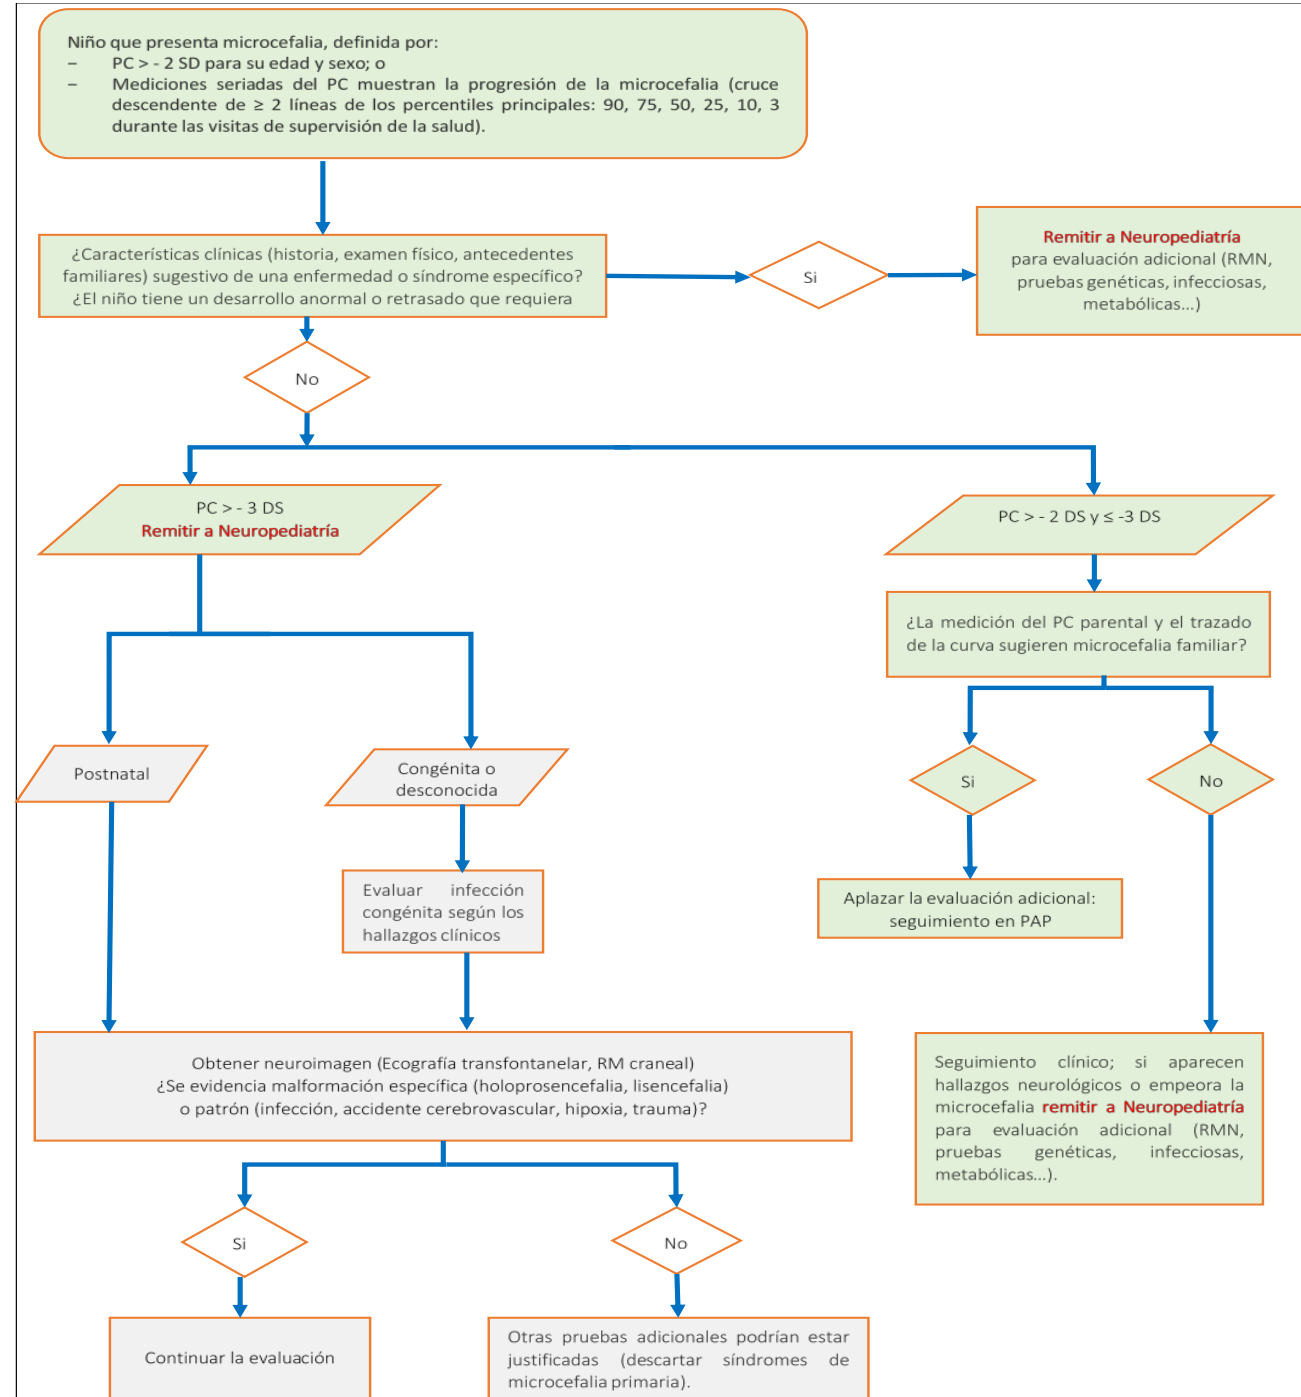 Niño que presenta microcefalia, definida por:
– PC > - 2 SD para su edad y sexo; o
– Mediciones seriadas del PC muestran la progresión de la microcefalia (cruce
descendente de ≥ 2 líneas de los percentiles principales: 90, 75, 50, 25, 10, 3
durante las visitas de supervisión de la salud).
¿Características clínicas (historia, examen físico, antecedentes
familiares) sugestivo de una enfermedad o síndrome específico?
¿El niño tiene un desarrollo anormal o retrasado que requiera
Si
Remitir a Neuropediatría
para evaluación adicional (RMN,
pruebas genéticas, infecciosas,
metabólicas...)
No
PC > - 3 DS
Remitir a Neuropediatría
PC > - 2 DS y ≤ -3 DS
¿La medición del PC parental y el trazado
de la curva sugieren microcefalia familiar?
Postnatal
Congénita o
desconocida
Si
No
Evaluar infección
congénita según los
hallazgos clínicos
Aplazar la evaluación adicional:
seguimiento en PAP
Obtener neuroimagen (Ecografía transfontanelar, RM craneal)
¿Se evidencia malformación específica (holoprosencefalia, lisencefalia)
o patrón (infección, accidente cerebrovascular, hipoxia, trauma)?
Seguimiento clínico; si aparecen
hallazgos neurológicos o empeora la
microcefalia remitir a Neuropediatría
para evaluación adicional (RMN,
pruebas genéticas, infecciosas,
metabólicas...).
Si
No
Continuar la evaluación
Otras pruebas adicionales podrían estar
justificadas (descartar síndromes de
microcefalia primaria).